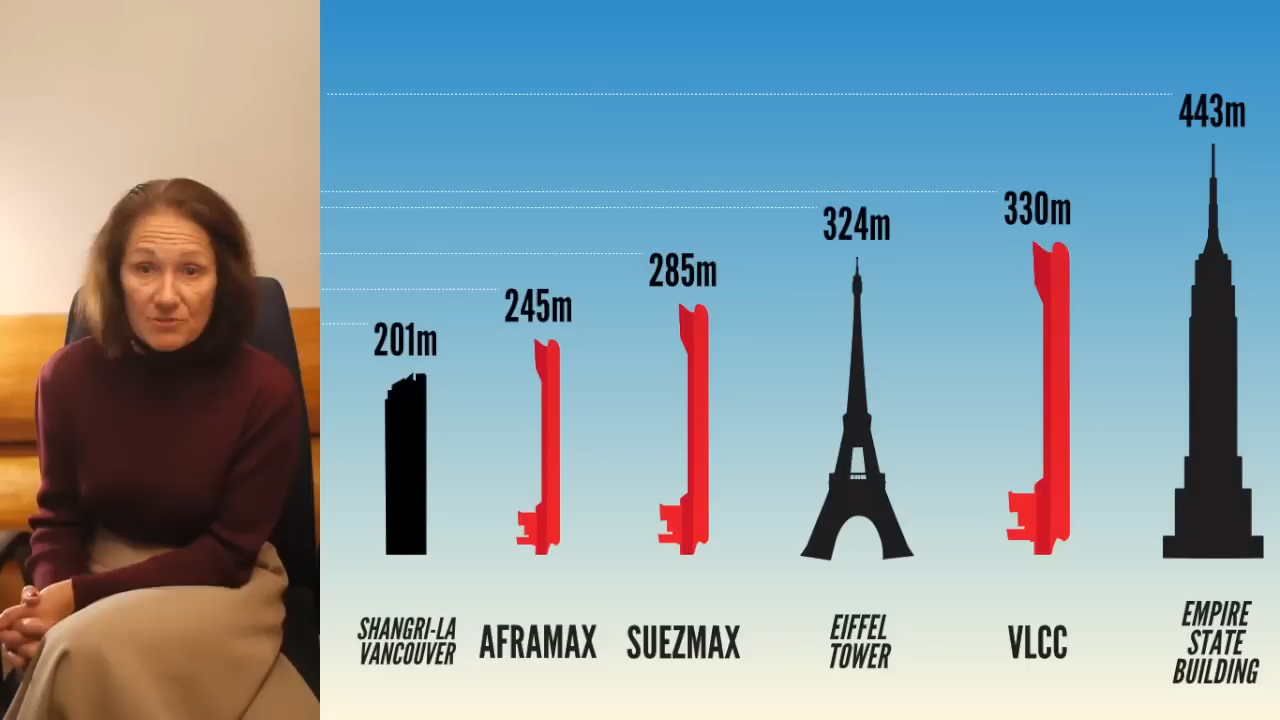 443m
330m
324m
285m
245m
201m
SHANGRI-LA
VANCOUVER
AFRAMAX
SUEZMAX
EIFFEL
TOWER
VLCC
EMPIRE
STATE
BUILDING